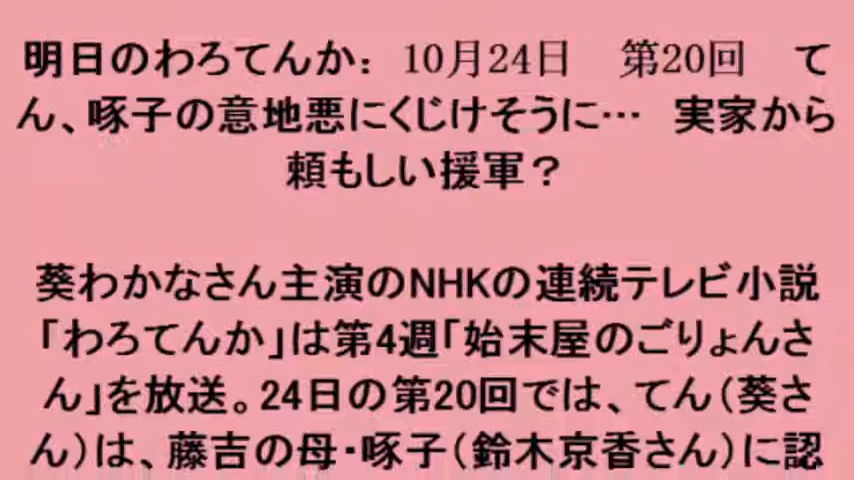 明日のわろてんか： 10月24日　第20回　て
ん、啄子の意地悪にくじけそうに…　実家から
頼もしい援軍？
葵わかなさん主演のNHKの連続テレビ小説
「わろてんか」は第4週「始末屋のごりょんさ
ん」を放送。24日の第20回では、てん（葵さ
ん）は、藤吉の母・啄子（鈴木京香さん）に認